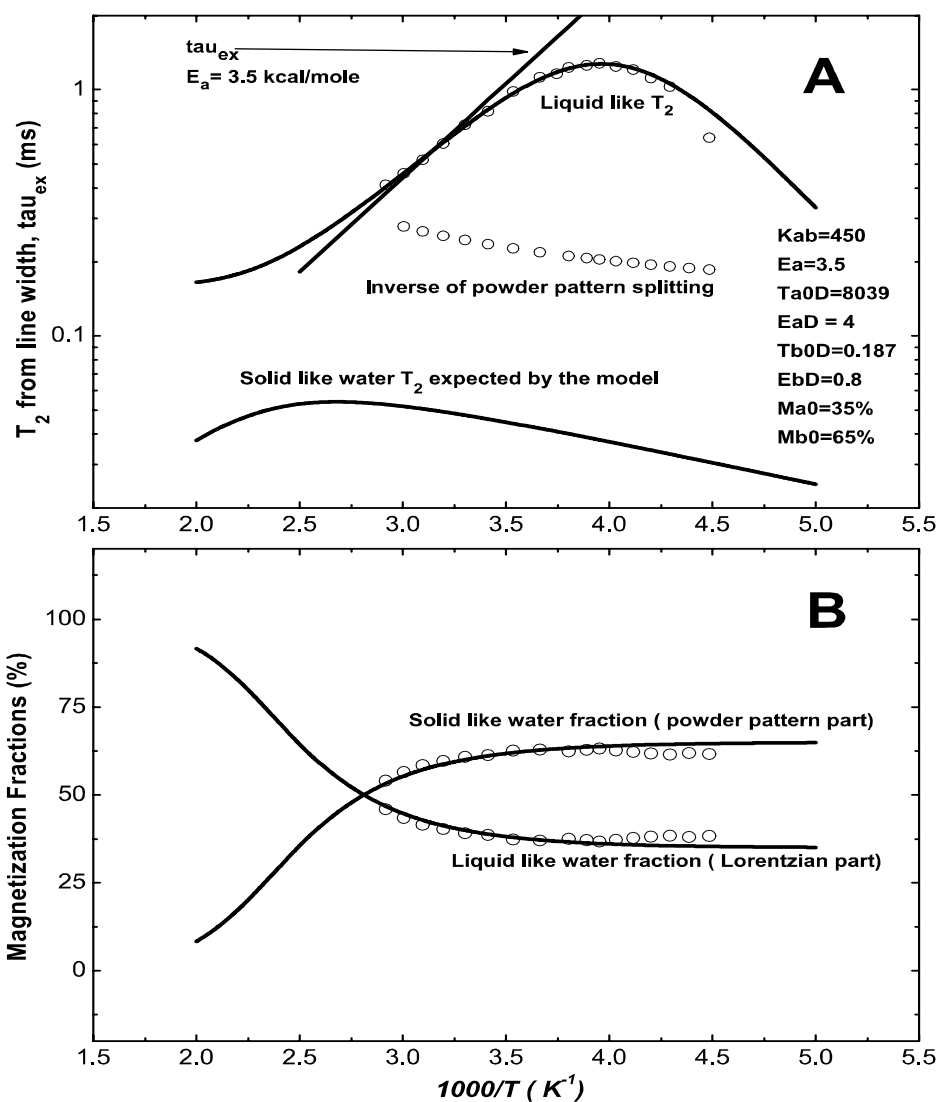 tau_ex
E_a= 3.5 kcal/mole
A
1
Liquid like T_2
Kab=450
Ea=3.5
Inverse of powder pattern splitting
Ta0D=8039
EaD = 4
0.1
Tb0D=0.187
Solid like water T_2 expected by the model
EbD=0.8
Ma0=35%
Mb0=65%
T_2 from line width, tau_ex (ms)
1.5 2.0 2.5 3.0 3.5 4.0 4.5 5.0 5.5
B
100
75
Solid like water fraction ( powder pattern part)
50
Liquid like water fraction ( Lorentzian part)
25
0
Magnetization Fractions (%)
1.5 2.0 2.5 3.0 3.5 4.0 4.5 5.0 5.5
1000/T ( K^-1)